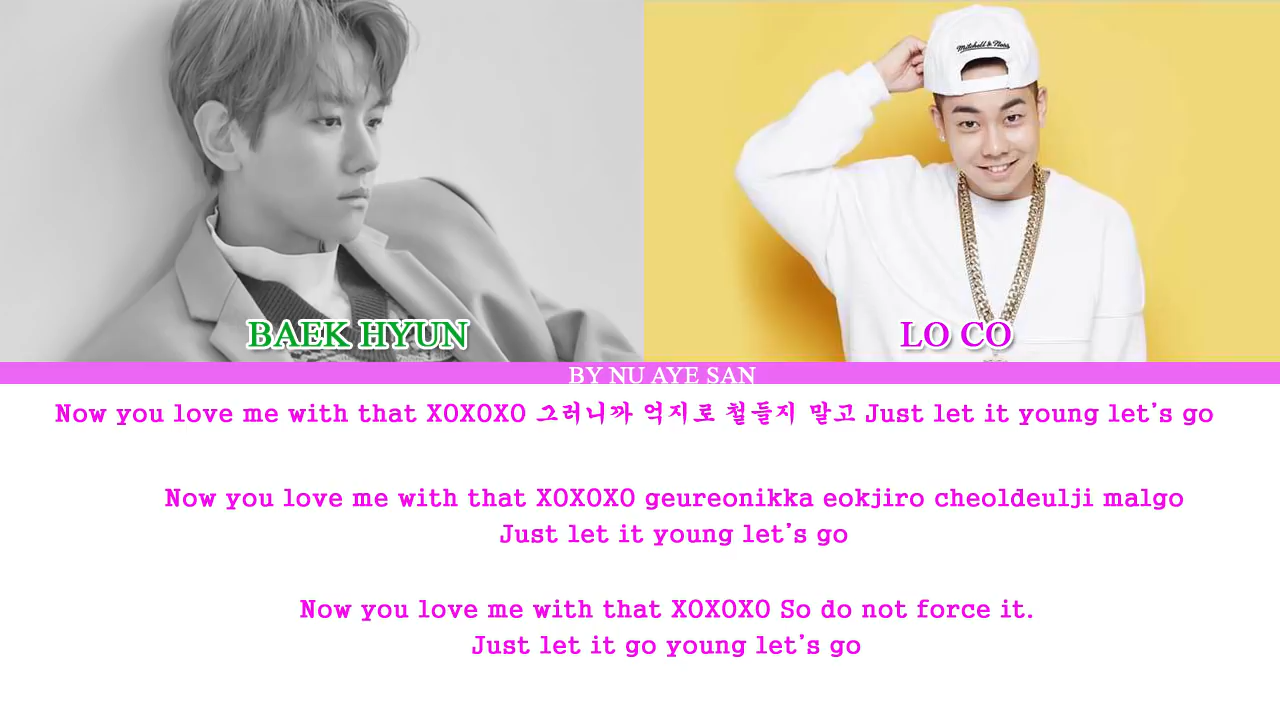 Mitchell & Ness
BAEK HYUN
LO CO
BY NU AYE SAN
Now you love me with that XOXOXO 그러니까 억지로 철들지 말고 Just let it young let's go
Now you love me with that XOXOXO geureonikka eokjiro cheoldeulji malgo
Just let it young let's go
Now you love me with that XOXOXO So do not force it.
Just let it go young let's go